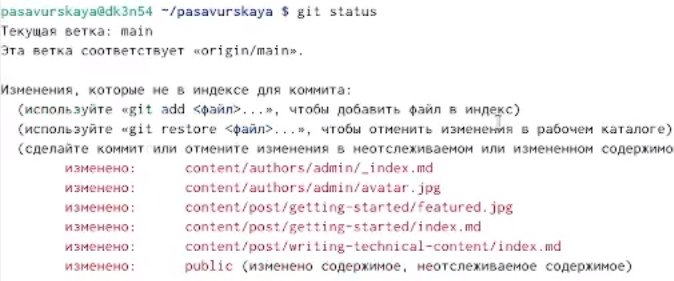 pasavurskaya@dk3n54 ~/pasavurskaya $ git status
Текущая ветка: main
Эта ветка соответствует «origin/main».
Изменения, которые не в индексе для коммита:
(используйте «git add <файл>...», чтобы добавить файл в индекс)
(используйте «git restore <файл>...», чтобы отменить изменения в рабочем каталоге)
(сделайте коммит или отмените изменения в неотслеживаемом или измененном содержимо
изменено: content/authors/admin/_index.md
изменено: content/authors/admin/avatar.jpg
изменено: content/post/getting-started/featured.jpg
изменено: content/post/getting-started/index.md
изменено: content/post/writing-technical-content/index.md
изменено: public (изменено содержимое, неотслеживаемое содержимое)